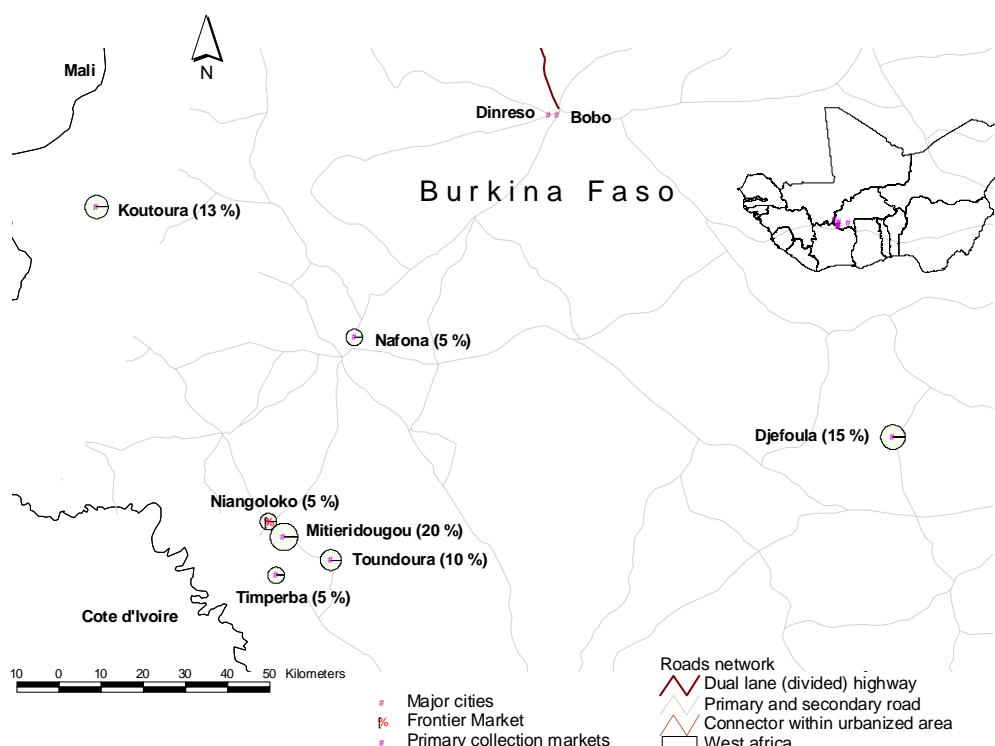 N
Mali
Dinreso
Bobo
Burkina Faso
Koutoura (13 %)
Nafona (5 %)
Djefoula (15 %)
Niangoloko (5 %)
Mitieridougou (20 %)
Toundoura (10 %)
Timperba (5 %)
Cote d'Ivoire
10 0 10 20 30 40 50 Kilometers
Major cities
Frontier Market
Primary collection markets
Roads network
Dual lane (divided) highway
Primary and secondary road
Connector within urbanized area
West africa